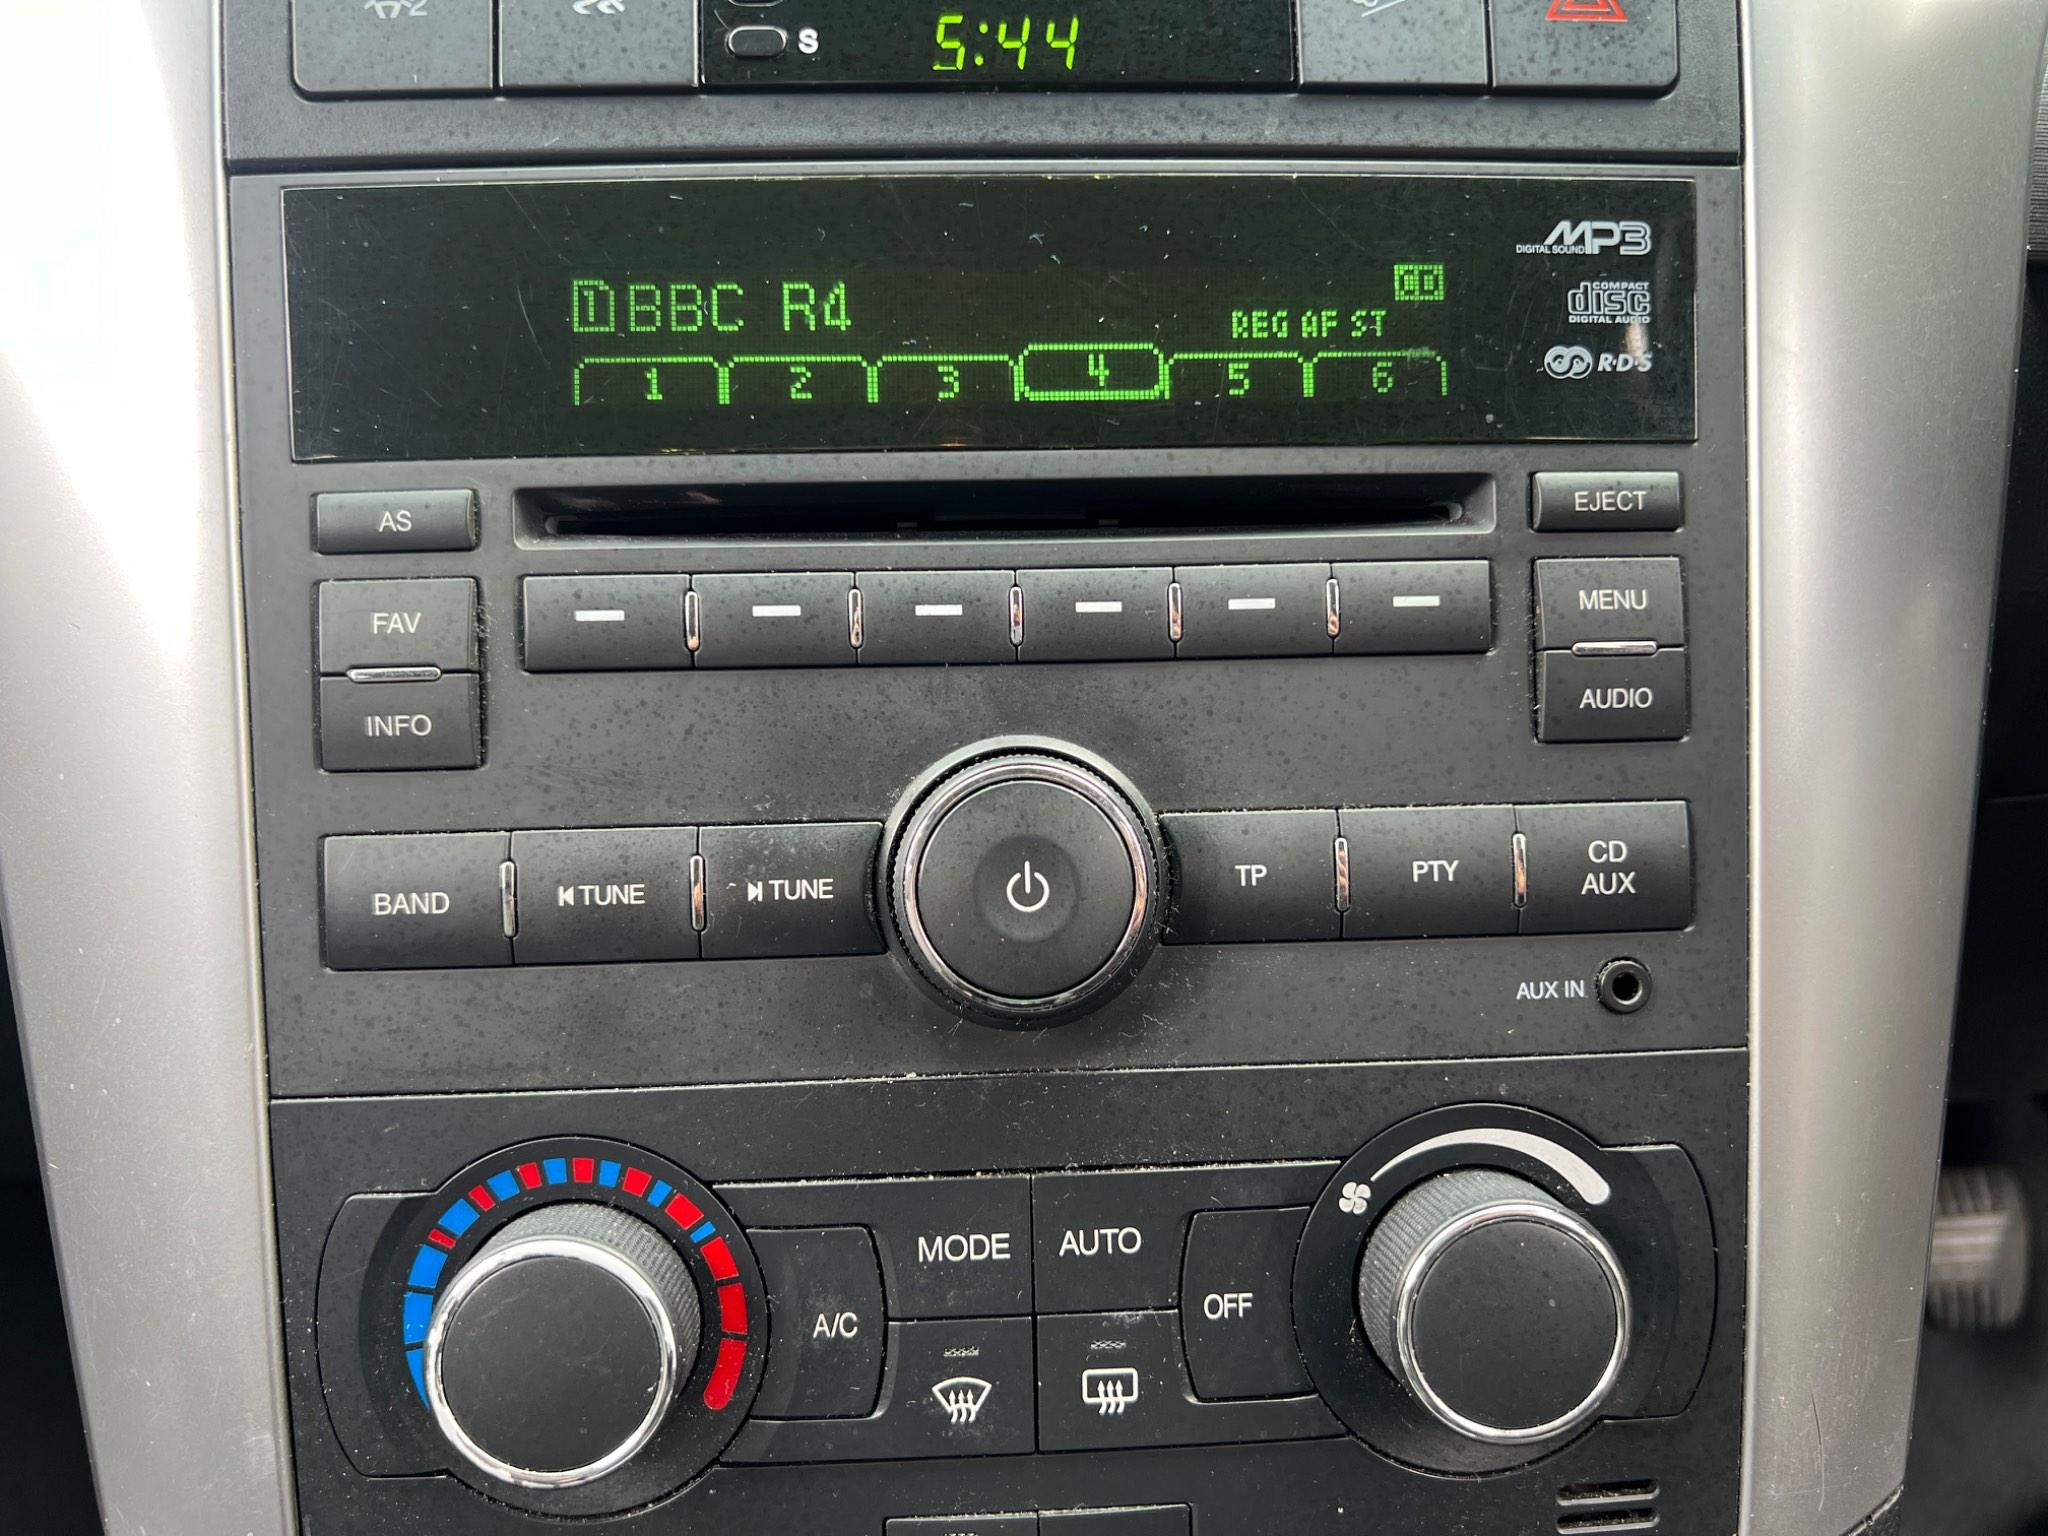 S 5:44
MP3
DIGITAL SOUND
1 BBC R4
COMPACT
disc
DIGITAL AUDIO
REG AF ST
R·D·S
1 2 3 4 5 6
AS
EJECT
FAV
MENU
INFO
AUDIO
BAND
TUNE
TUNE
TP
PTY
CD
AUX
AUX IN
MODE
AUTO
A/C
OFF